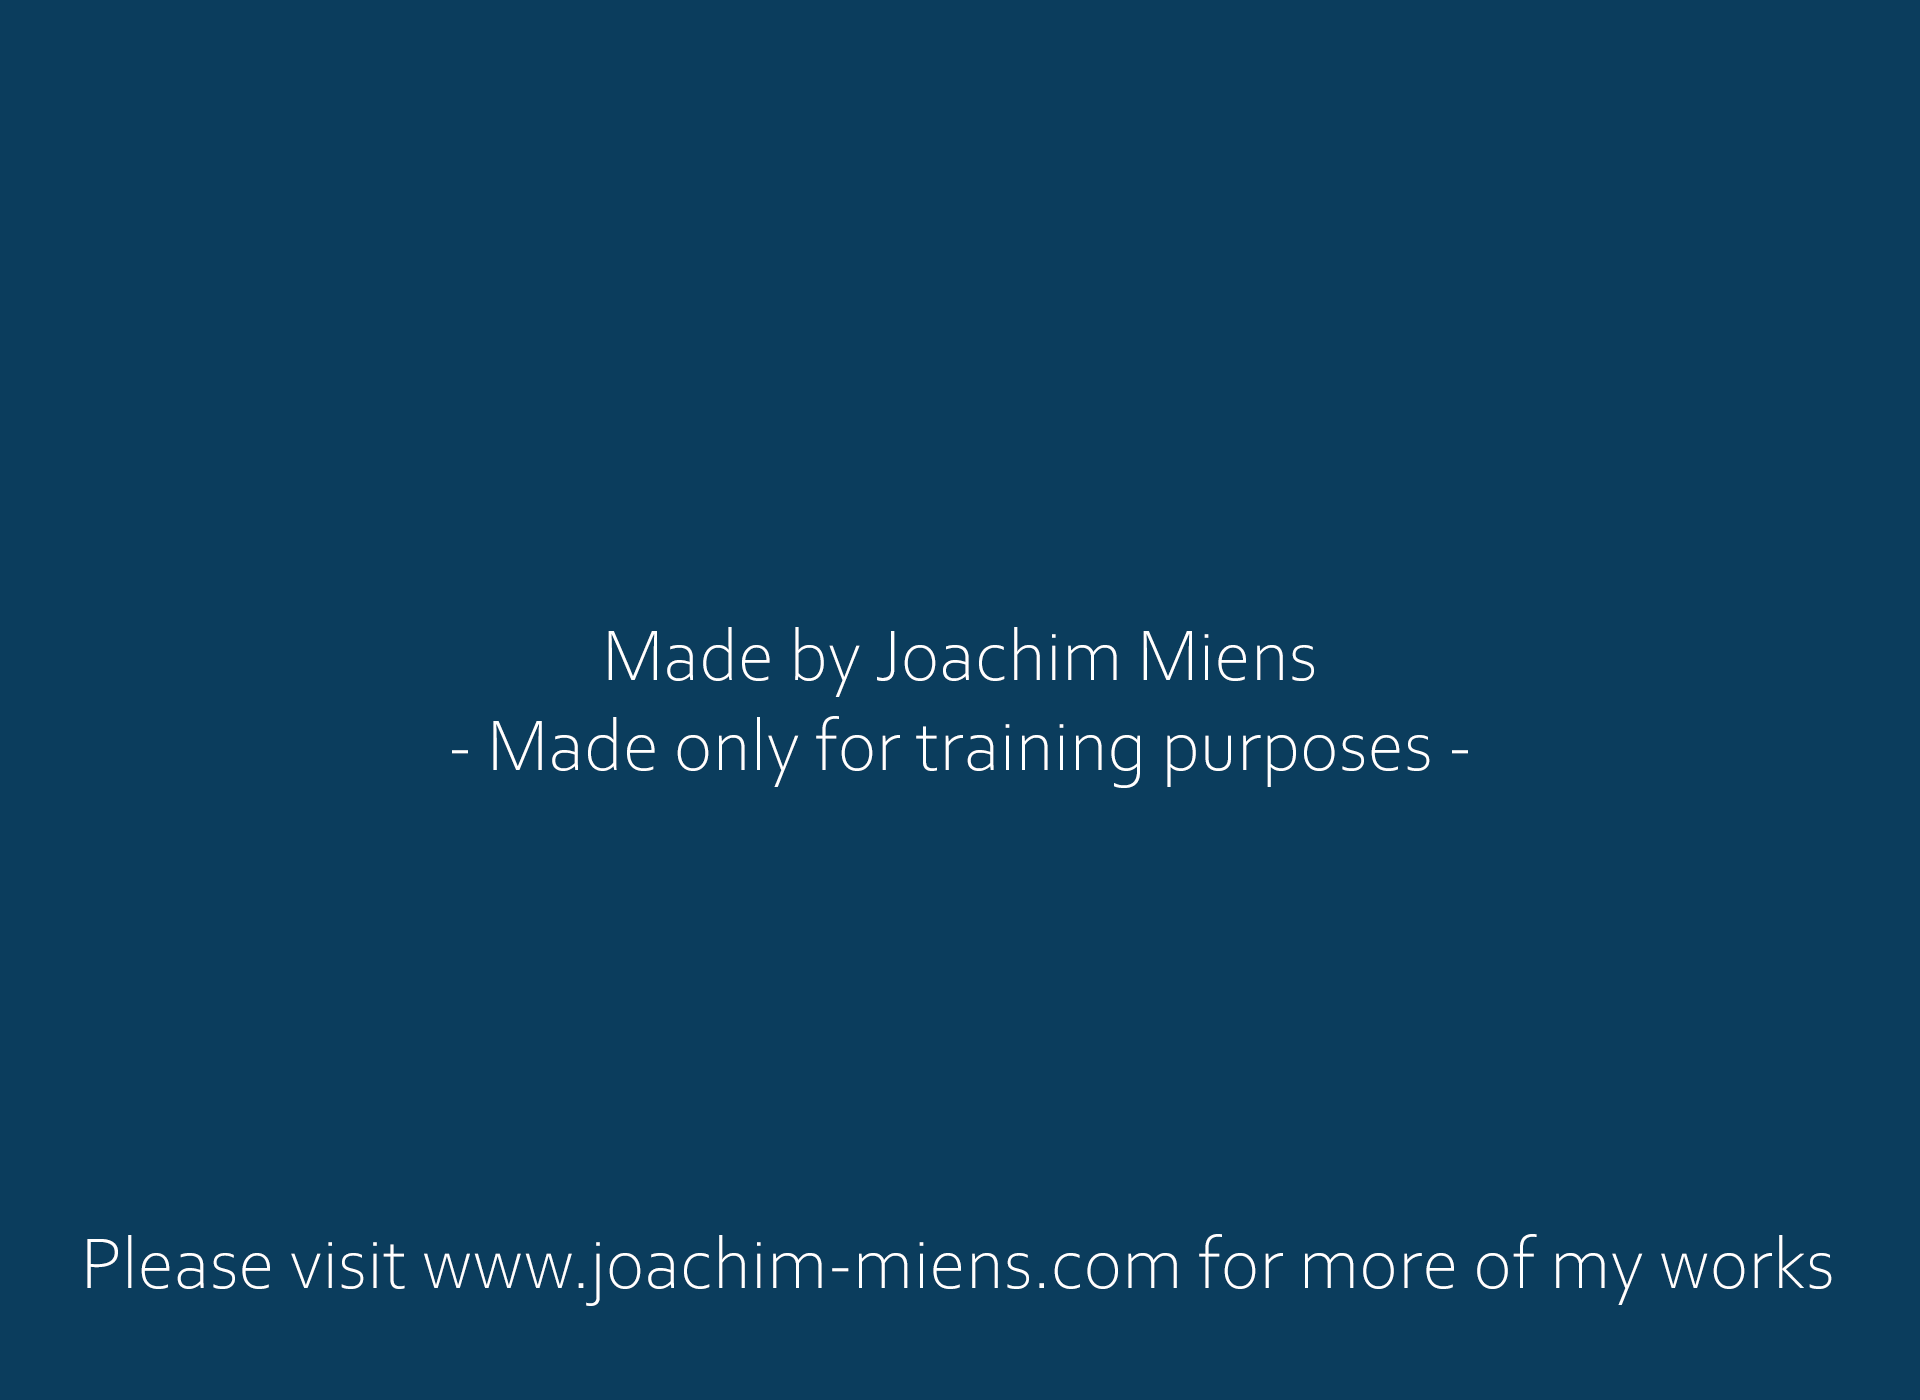 Made by Joachim Miens
- Made only for training purposes -
Please visit www.joachim-miens.com for more of my works